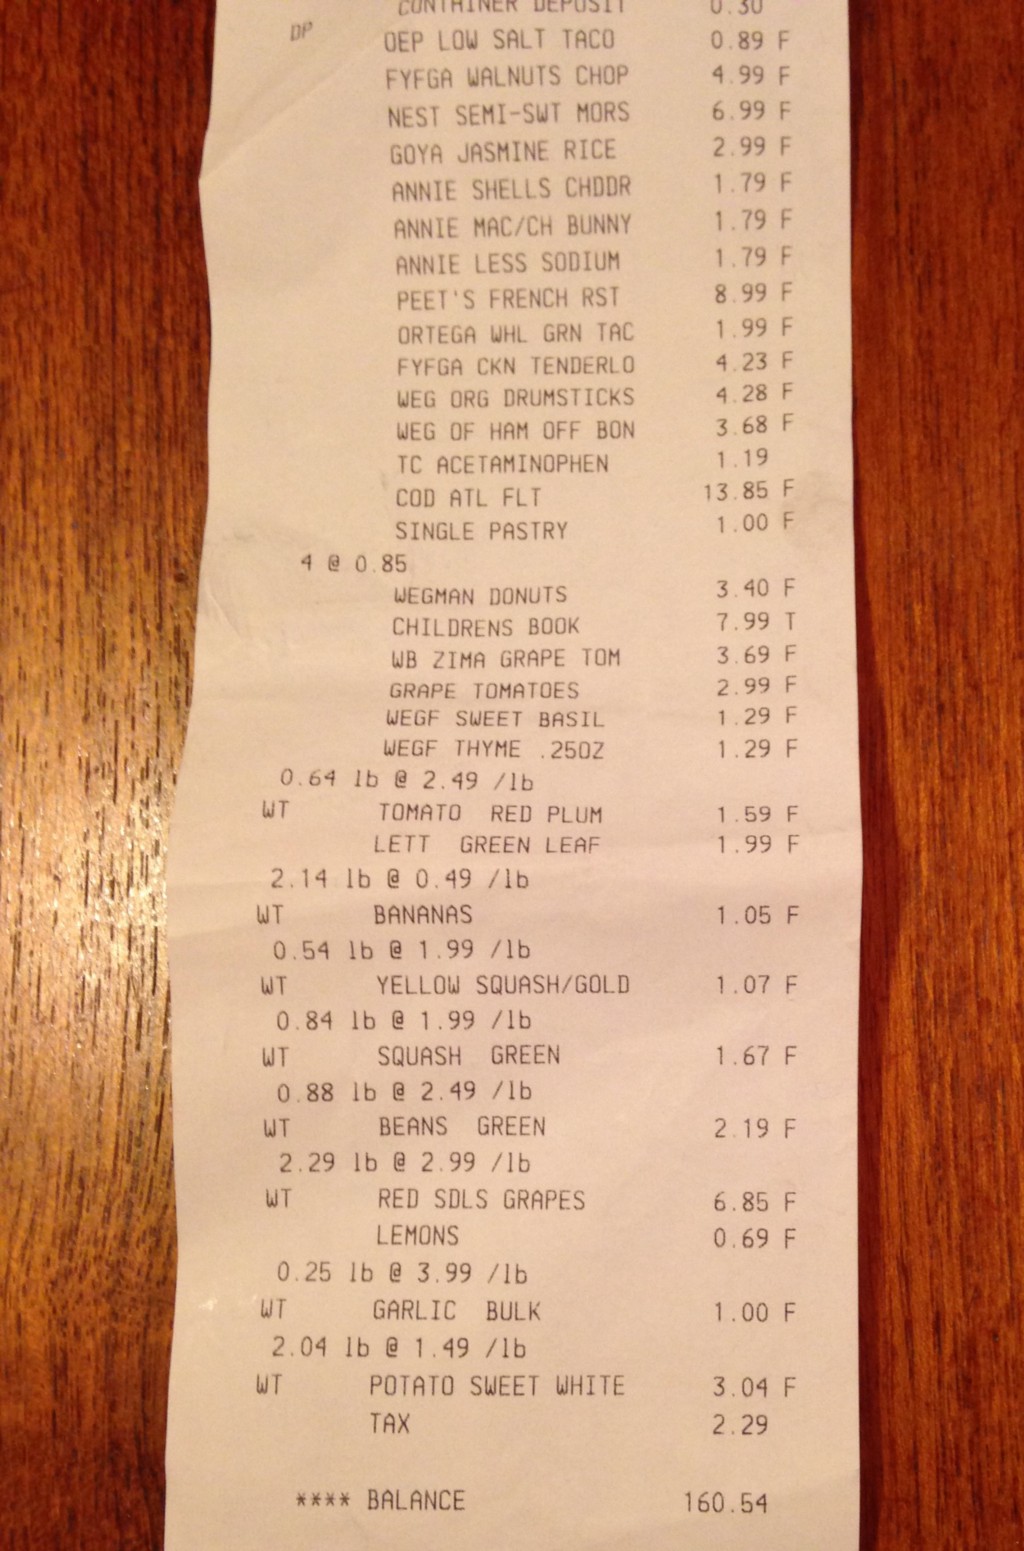 CONTAINER DEPOSIT 0.30
DP
OEP LOW SALT TACO 0.89 F
FYFGA WALNUTS CHOP 4.99 F
NEST SEMI-SWT MORS 6.99 F
GOYA JASMINE RICE 2.99 F
ANNIE SHELLS CHDDR 1.79 F
ANNIE MAC/CH BUNNY 1.79 F
ANNIE LESS SODIUM 1.79 F
PEET'S FRENCH RST 8.99 F
ORTEGA WHL GRN TAC 1.99 F
FYFGA CKN TENDERLO 4.23 F
WEG ORG DRUMSTICKS 4.28 F
WEG OF HAM OFF BON 3.68 F
TC ACETAMINOPHEN 1.19
COD ATL FLT 13.85 F
SINGLE PASTRY 1.00 F
4 @ 0.85
WEGMAN DONUTS 3.40 F
CHILDRENS BOOK 7.99 T
WB ZIMA GRAPE TOM 3.69 F
GRAPE TOMATOES 2.99 F
WEGF SWEET BASIL 1.29 F
WEGF THYME .25OZ 1.29 F
0.64 lb @ 2.49 /lb
WT TOMATO RED PLUM 1.59 F
LETT GREEN LEAF 1.99 F
2.14 lb @ 0.49 /lb
WT BANANAS 1.05 F
0.54 lb @ 1.99 /lb
WT YELLOW SQUASH/GOLD 1.07 F
0.84 lb @ 1.99 /lb
WT SQUASH GREEN 1.67 F
0.88 lb @ 2.49 /lb
WT BEANS GREEN 2.19 F
2.29 lb @ 2.99 /lb
WT RED SDLS GRAPES 6.85 F
LEMONS 0.69 F
0.25 lb @ 3.99 /lb
WT GARLIC BULK 1.00 F
2.04 lb @ 1.49 /lb
WT POTATO SWEET WHITE 3.04 F
TAX 2.29
**** BALANCE 160.54